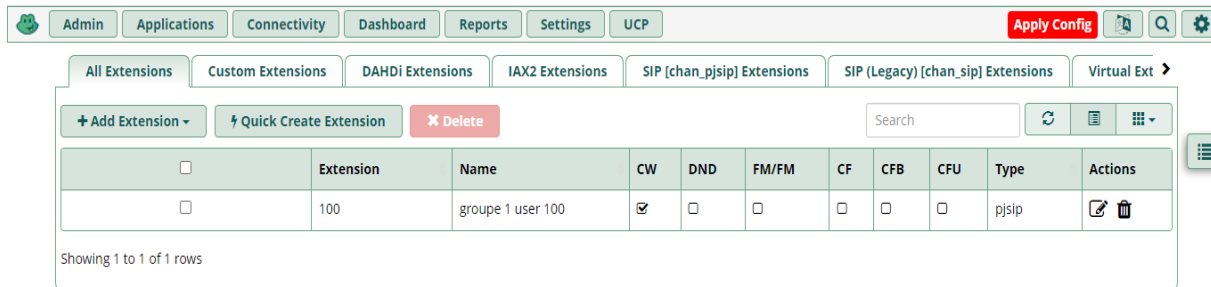 Admin Applications Connectivity Dashboard Reports Settings UCP Apply Config
All Extensions Custom Extensions DAHDi Extensions IAX2 Extensions SIP [chan_pjsip] Extensions SIP (Legacy) [chan_sip] Extensions Virtual Ext
+ Add Extension Quick Create Extension Delete Search
Extension Name CW DND FM/FM CF CFB CFU Type Actions
100 groupe 1 user 100 pjsip
Showing 1 to 1 of 1 rows